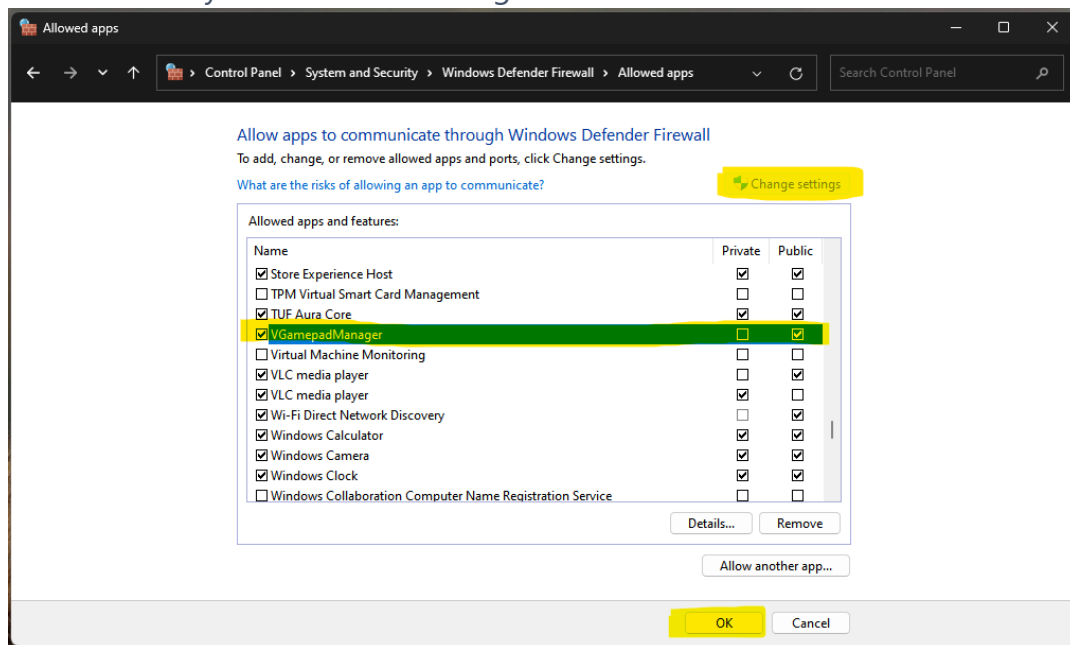 Allowed apps
Control Panel > System and Security > Windows Defender Firewall > Allowed apps
Search Control Panel
Allow apps to communicate through Windows Defender Firewall
To add, change, or remove allowed apps and ports, click Change settings.
What are the risks of allowing an app to communicate?
Change settings
Allowed apps and features:
Name Private Public
Store Experience Host
TPM Virtual Smart Card Management
TUF Aura Core
VGamepadManager
Virtual Machine Monitoring
VLC media player
VLC media player
Wi-Fi Direct Network Discovery
Windows Calculator
Windows Camera
Windows Clock
Windows Collaboration Computer Name Registration Service
Details... Remove
Allow another app...
OK Cancel